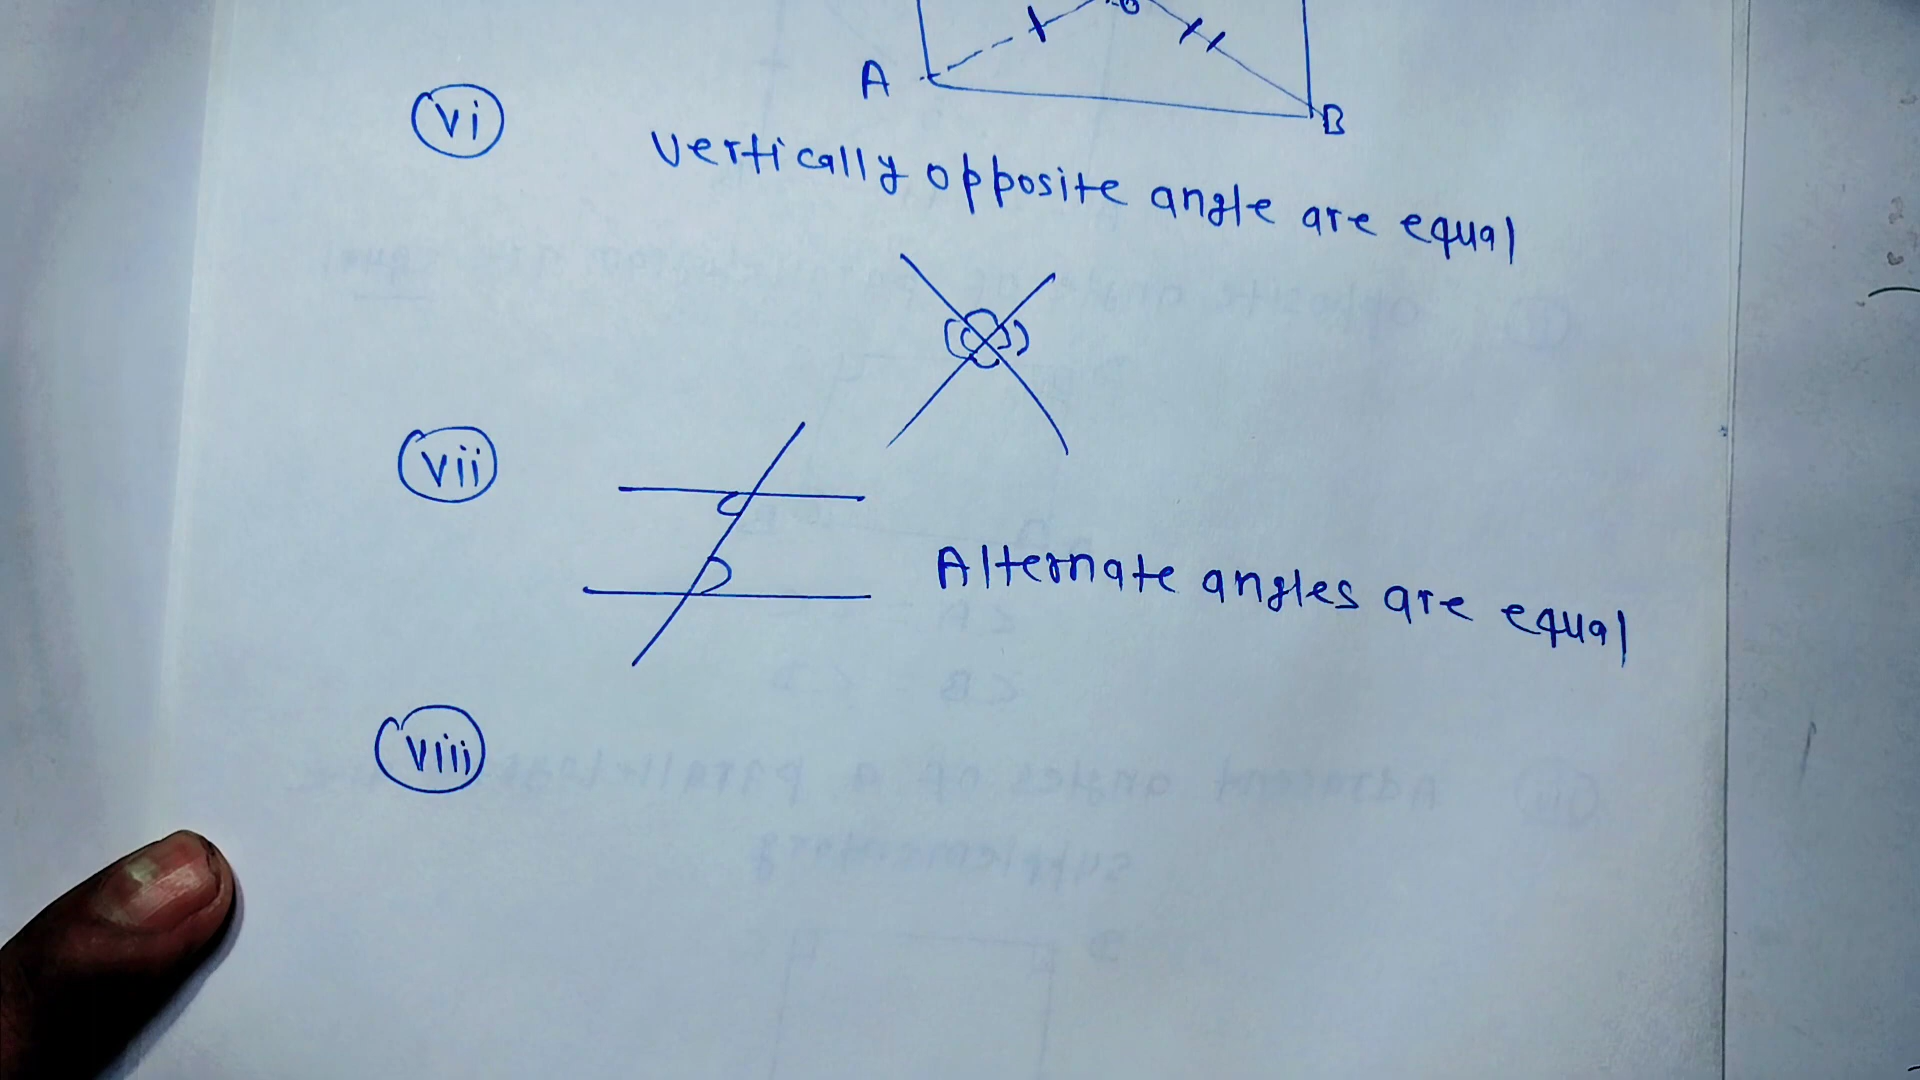 A
B
vi
vertically opposite angle are equal
vii
Alternate angles are equal
viii